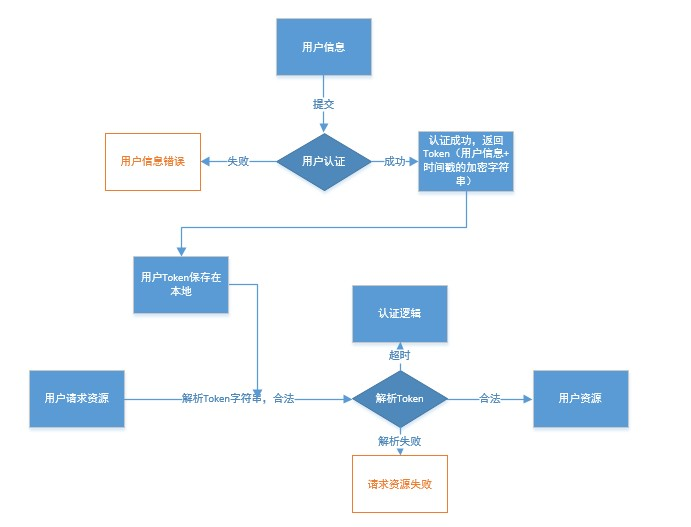 用户信息
提交
用户信息错误
失败
用户认证
成功
认证成功，返回
Token（用户信息+
时间戳的加密字符
串）
用户Token保存在
本地
认证逻辑
超时
用户请求资源
解析Token字符串，合法
解析Token
合法
用户资源
解析失败
请求资源失败